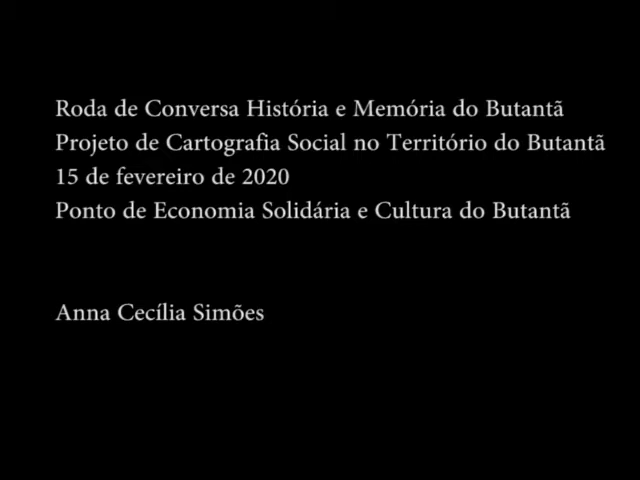 Roda de Conversa História e Memória do Butantã
Projeto de Cartografia Social no Território do Butantã
15 de fevereiro de 2020
Ponto de Economia Solidária e Cultura do Butantã
Anna Cecília Simões